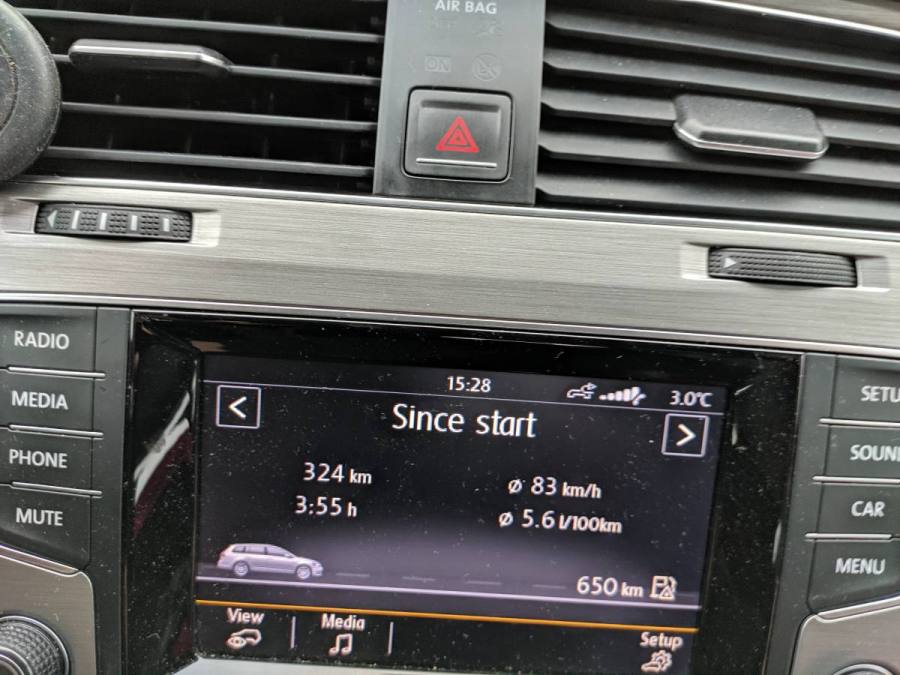 AIR BAG
ON
RADIO
MEDIA
PHONE
MUTE
15:28
3.0°C
<
Since start
>
324 km
3:55 h
ø 83 km/h
ø 5.6 l/100km
650 km
View
Media
Setup
SETU
SOUN
CAR
MENU